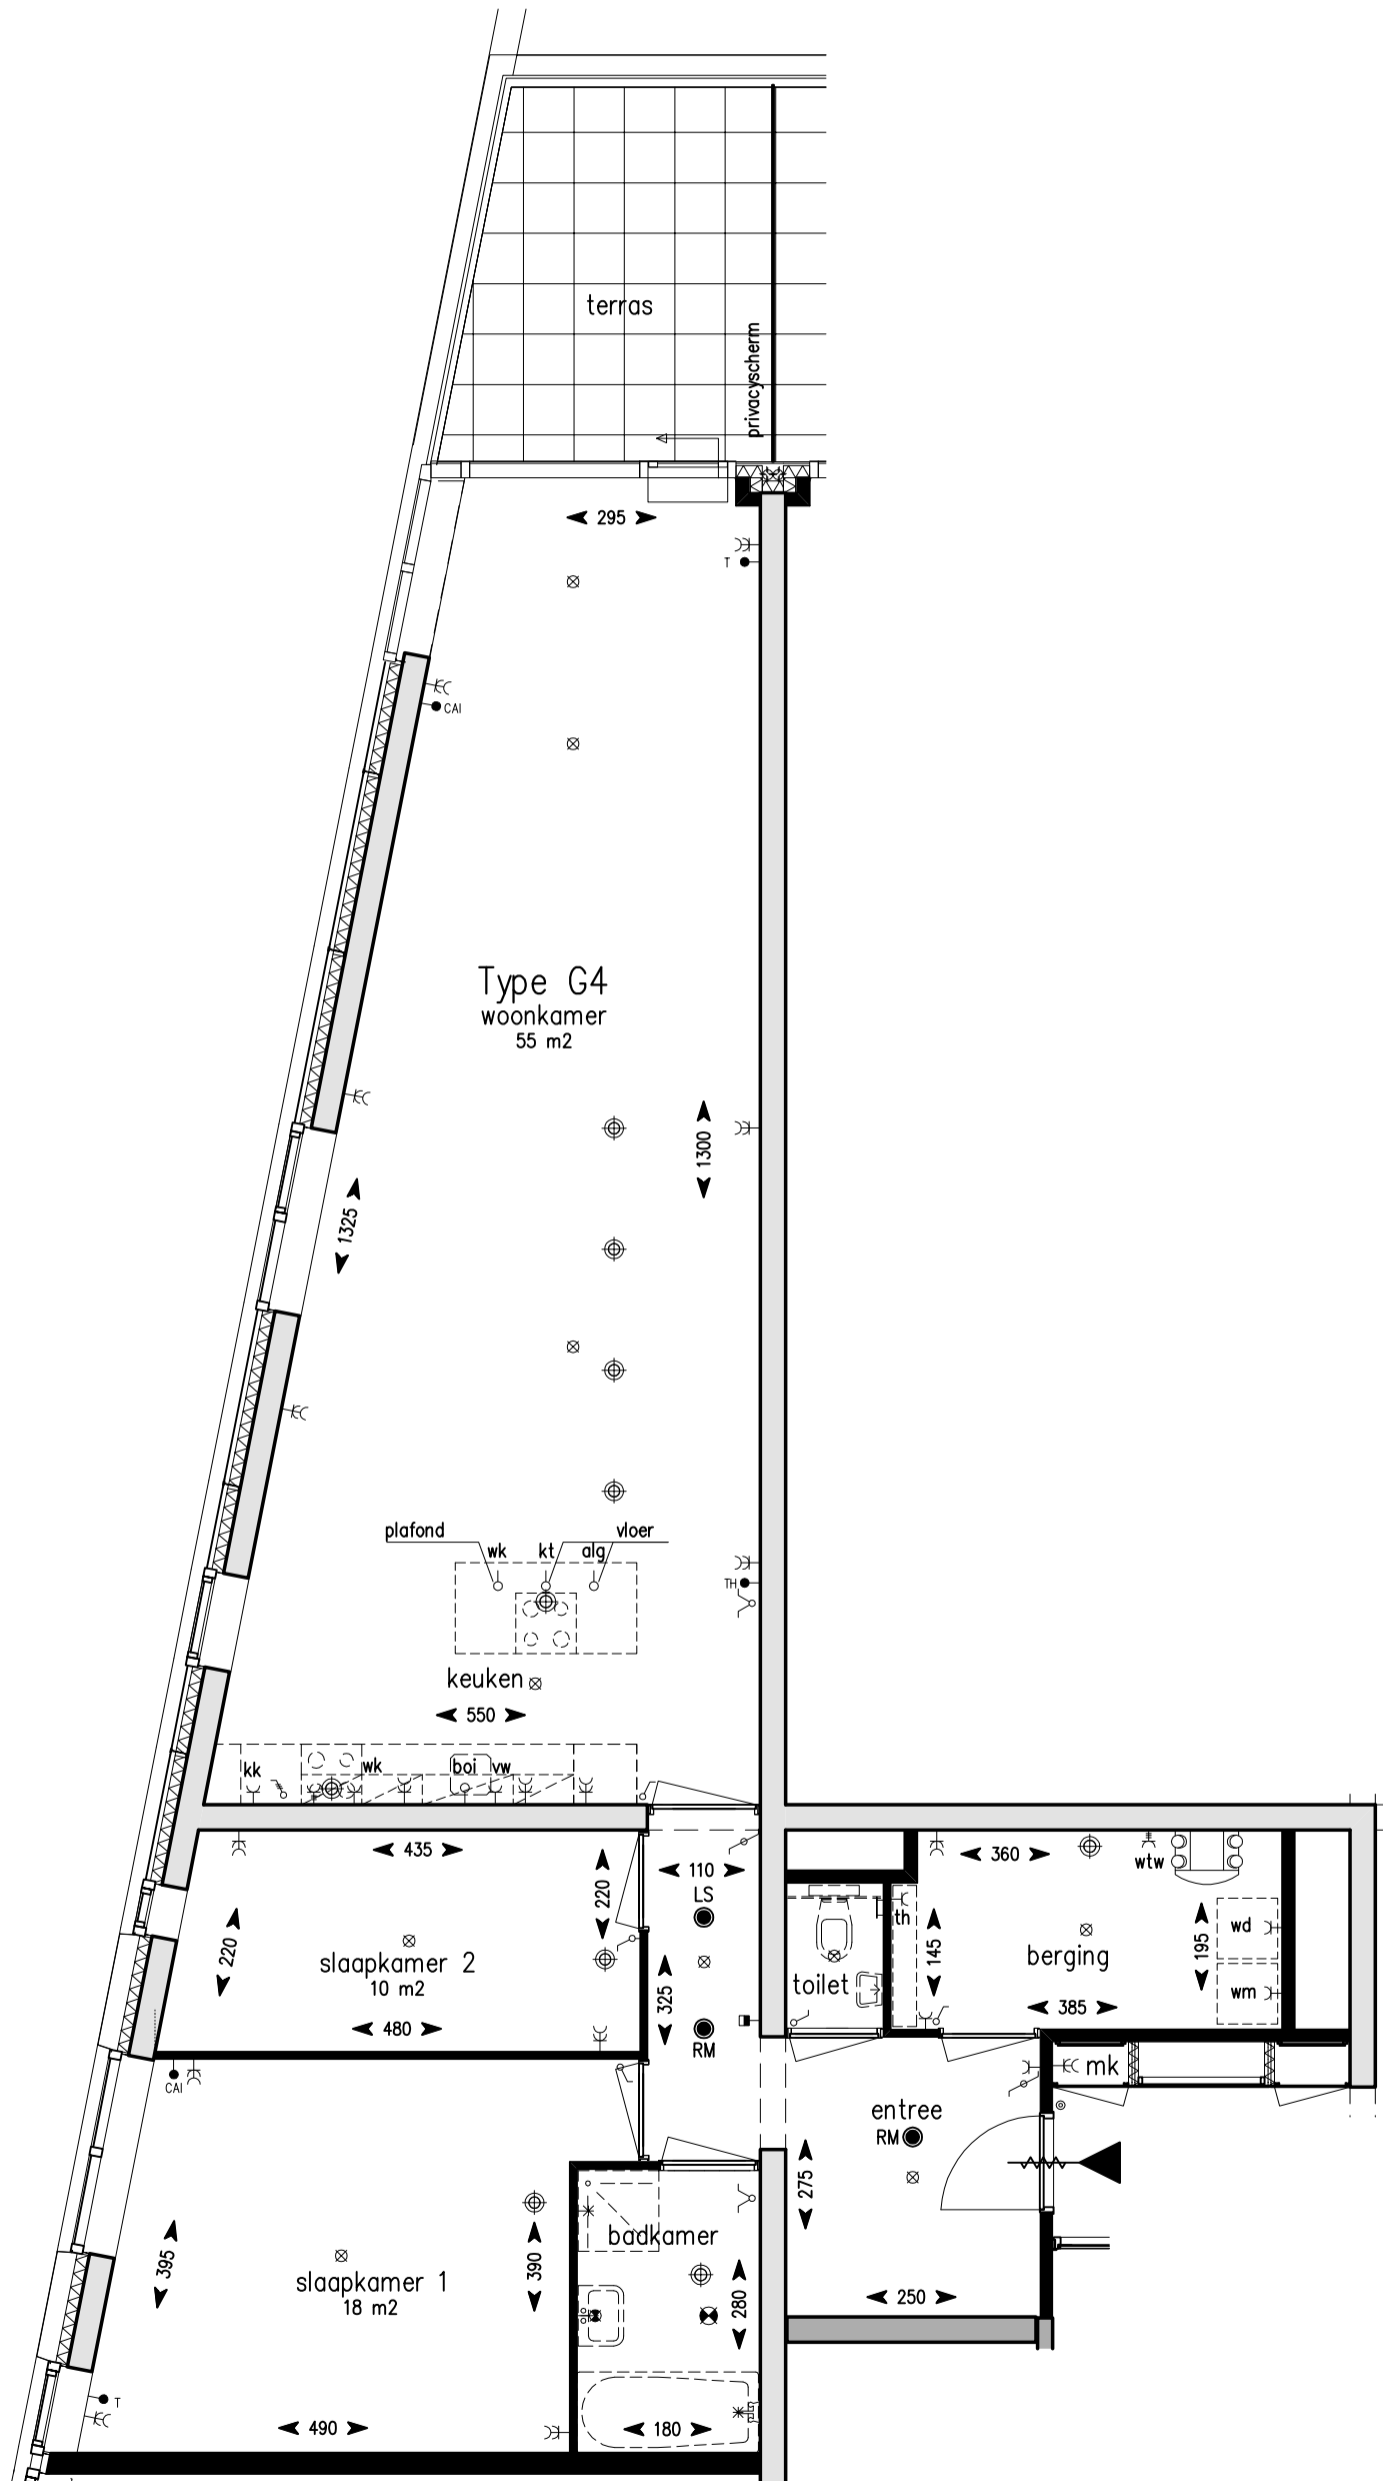 terras
privacyscherm
295
T
CAI
Type G4
woonkamer
55 m2
1300
1325
plafond
vloer
wk
kt
alg
TH
keuken
550
kk
wk
boi
vw
435
220
110
LS
360
wtw
th
wd
220
slaapkamer 2
10 m2
325
toilet
145
berging
195
wm
480
RM
385
CAI
mk
entree
RM
275
badkamer
395
390
slaapkamer 1
18 m2
280
250
T
490
180